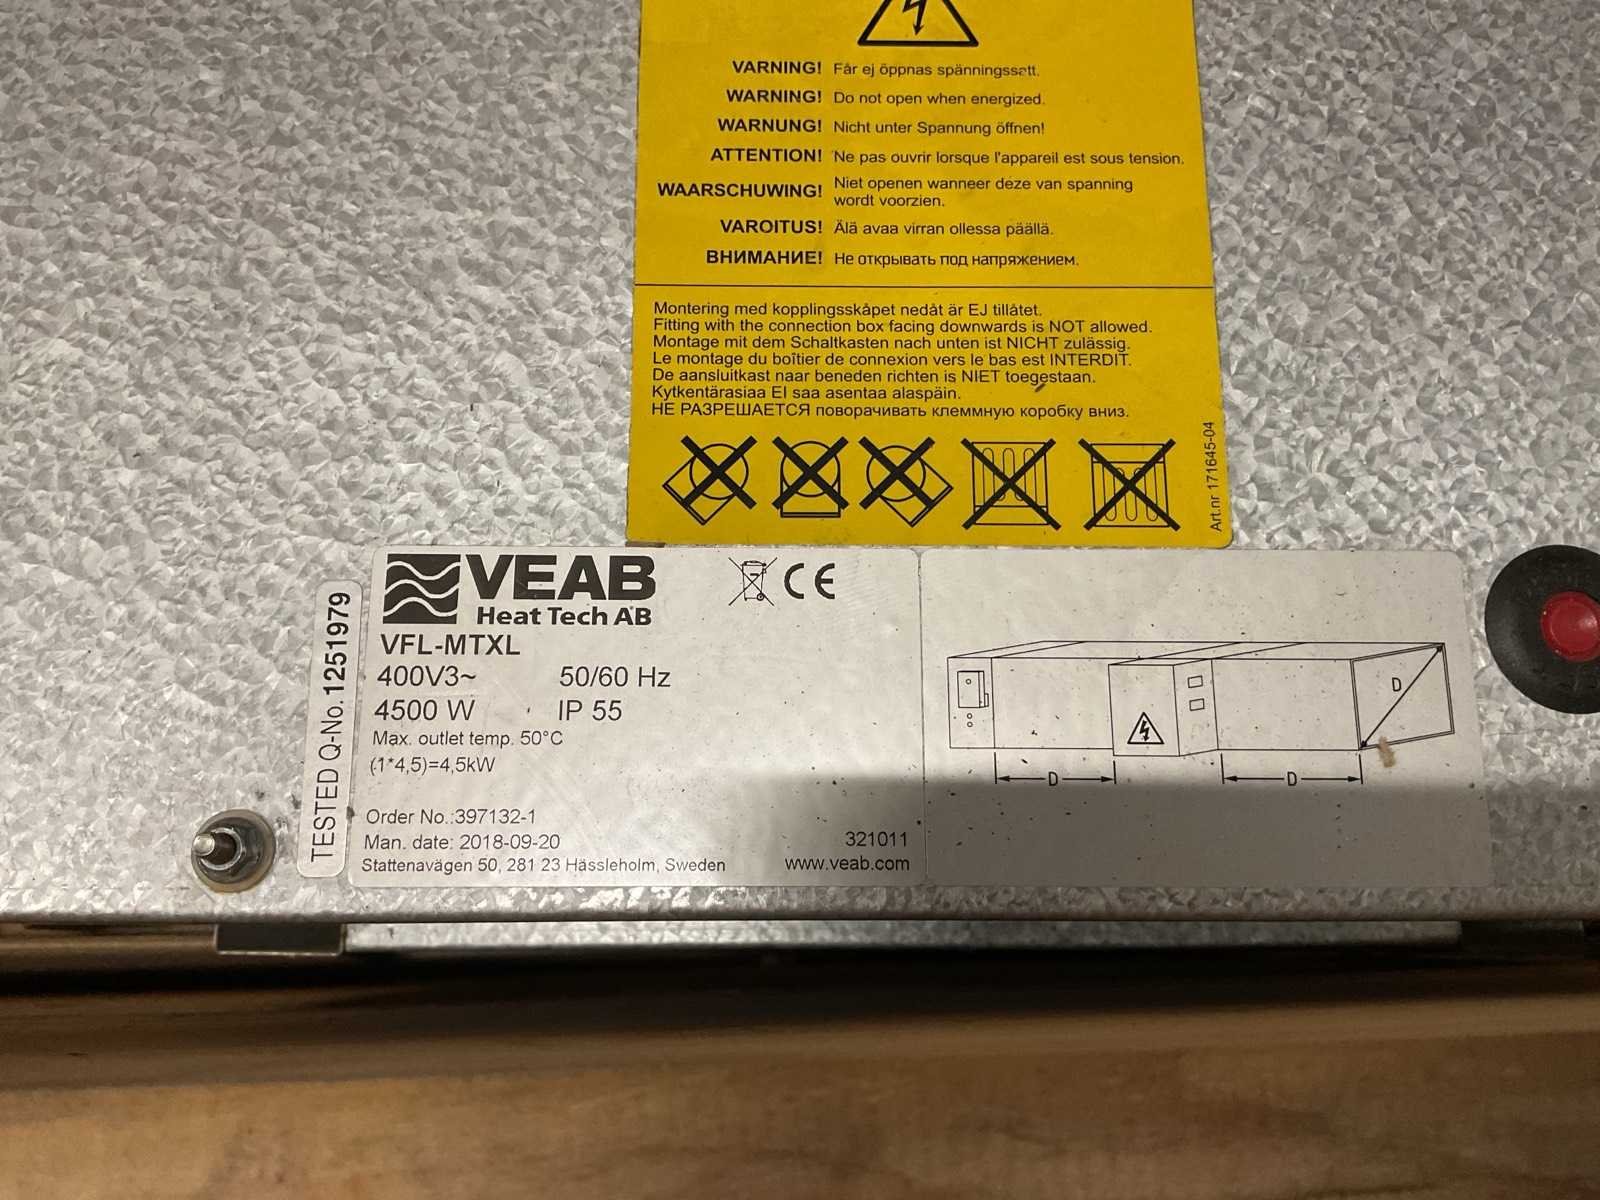 VARNING! Får ej öppnas spänningssatt.
WARNING! Do not open when energized.
WARNUNG! Nicht unter Spannung öffnen!
ATTENTION! Ne pas ouvrir lorsque l'appareil est sous tension.
WAARSCHUWING! Niet openen wanneer deze van spanning
wordt voorzien.
VAROITUS! Älä avaa virran ollessa päällä.
ВНИМАНИЕ! Не открывать под напряжением.
Montering med kopplingsskåpet nedåt är EJ tillåtet.
Fitting with the connection box facing downwards is NOT allowed.
Montage mit dem Schaltkasten nach unten ist NICHT zulässig.
Le montage du boîtier de connexion vers le bas est INTERDIT.
De aansluitkast naar beneden richten is NIET toegestaan.
Kytkentärasiaa EI saa asentaa alaspäin.
НЕ РАЗРЕШАЕТСЯ поворачивать клеммную коробку вниз.
Art.nr 171645-04
TESTED Q-No. 1251979
VEAB
Heat Tech AB
CE
VFL-MTXL
400V3~ 50/60 Hz
4500 W IP 55
Max. outlet temp. 50°C
(1*4,5)=4,5kW
Order No.:397132-1
Man. date: 2018-09-20 321011
Stattenavägen 50, 281 23 Hässleholm, Sweden www.veab.com
D
D
D